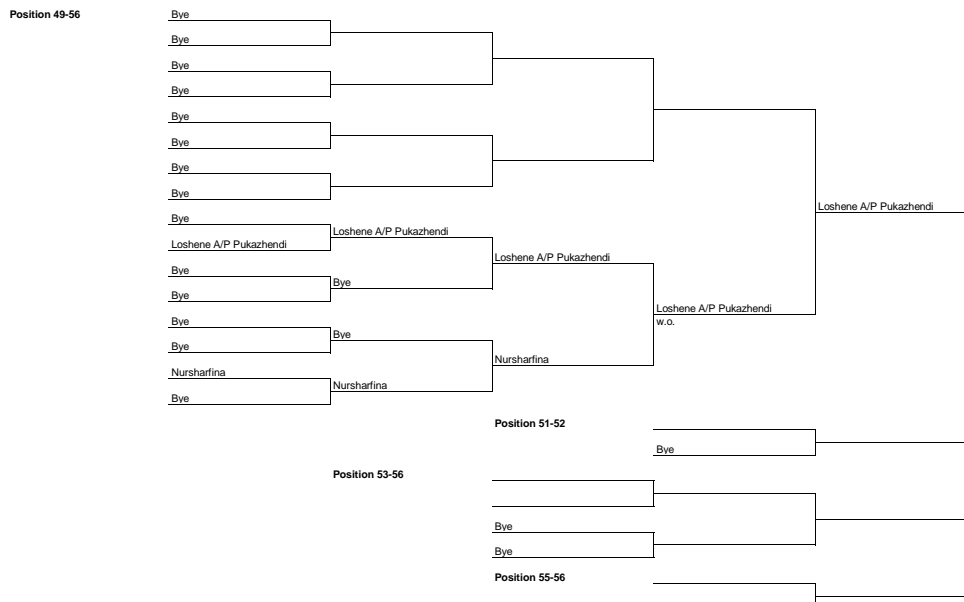 Position 49-56
Bye
Bye
Bye
Bye
Bye
Bye
Bye
Bye
Bye
Loshene A/P Pukazhendi
Loshene A/P Pukazhendi
Loshene A/P Pukazhendi
Loshene A/P Pukazhendi
Bye
Bye
Bye
Loshene A/P Pukazhendi
w.o.
Bye
Bye
Bye
Nursharfina
Nursharfina
Nursharfina
Bye
Position 51-52
Bye
Position 53-56
Bye
Bye
Position 55-56